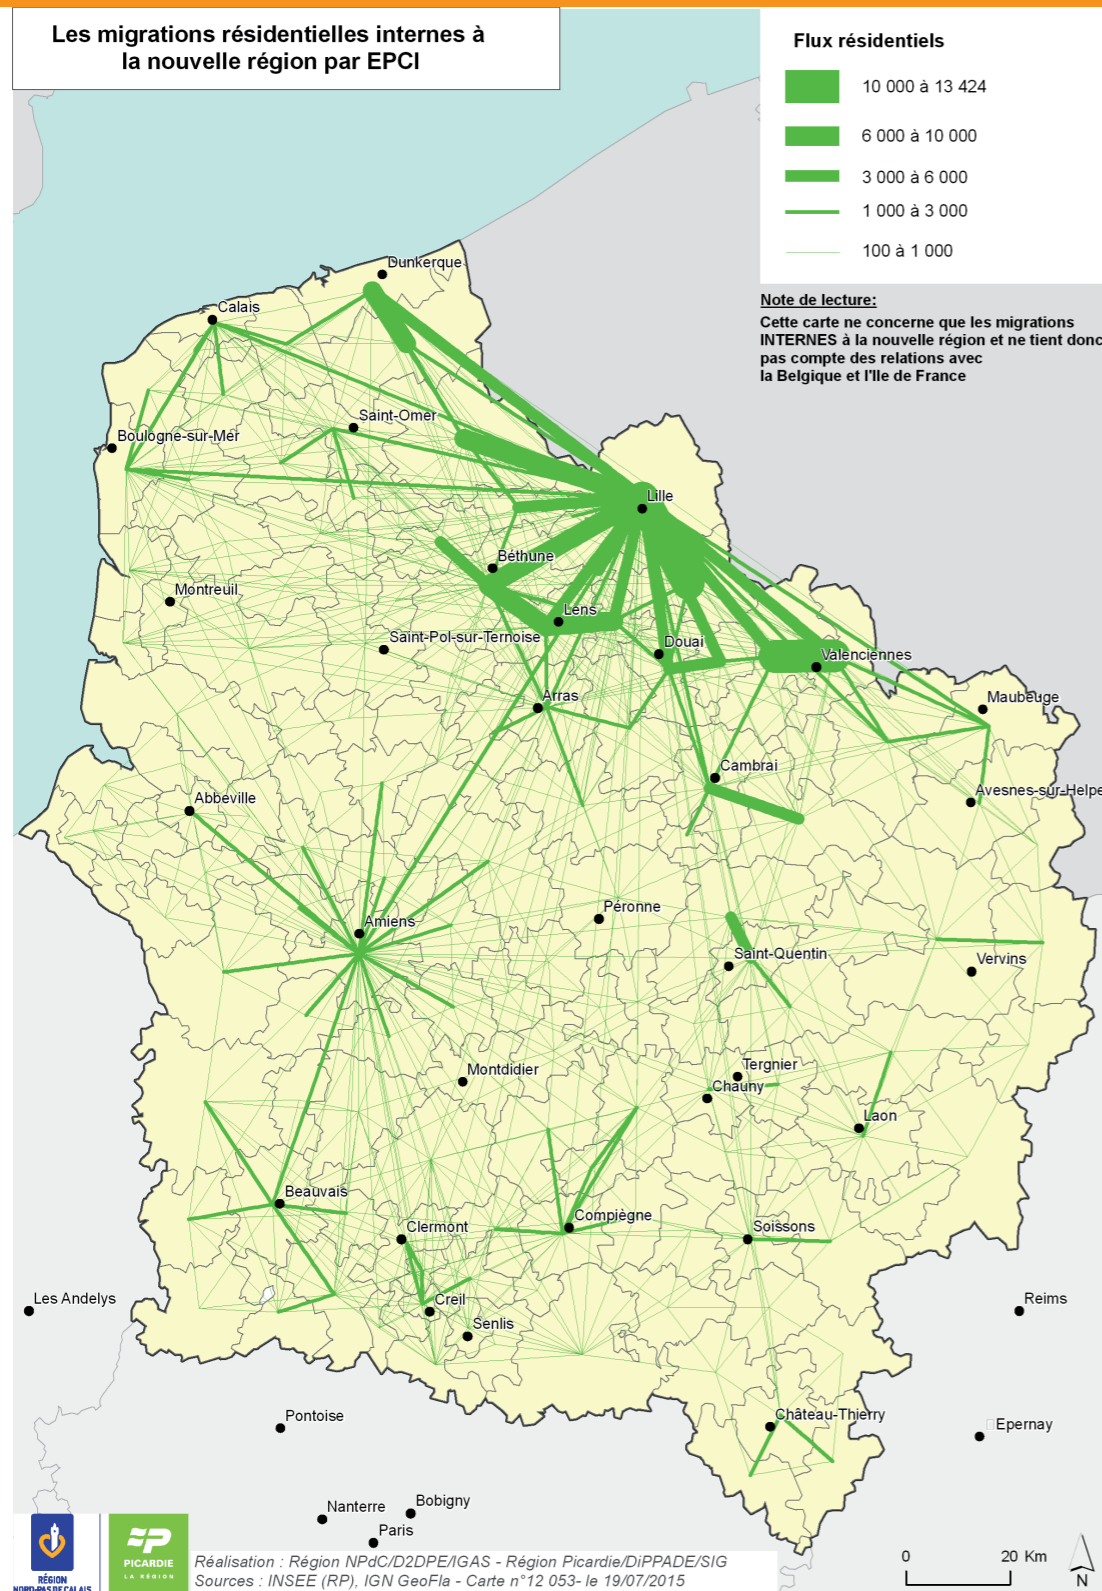 Les migrations résidentielles internes à
la nouvelle région par EPCI
Flux résidentiels
10 000 à 13 424
6 000 à 10 000
3 000 à 6 000
1 000 à 3 000
100 à 1 000
Note de lecture:
Cette carte ne concerne que les migrations
INTERNES à la nouvelle région et ne tient donc
pas compte des relations avec
la Belgique et l'Ile de France
Dunkerque
Calais
Saint-Omer
Boulogne-sur-Mer
Lille
Béthune
Montreuil
Lens
Saint-Pol-sur-Ternoise
Douai
Valenciennes
Arras
Maubeuge
Cambrai
Abbeville
Avesnes-sur-Helpe
Péronne
Amiens
Saint-Quentin
Vervins
Montdidier
Tergnier
Chauny
Laon
Beauvais
Compiègne
Clermont
Soissons
Les Andelys
Creil
Reims
Senlis
Pontoise
Château-Thierry
Epernay
Nanterre
Bobigny
Paris
RÉGION
NORD-PAS DE CALAIS
PICARDIE
LA RÉGION
Réalisation : Région NPdC/D2DPE/IGAS - Région Picardie/DiPPADE/SIG
Sources : INSEE (RP), IGN GeoFla - Carte n°12 053- le 19/07/2015
0 20 Km
N